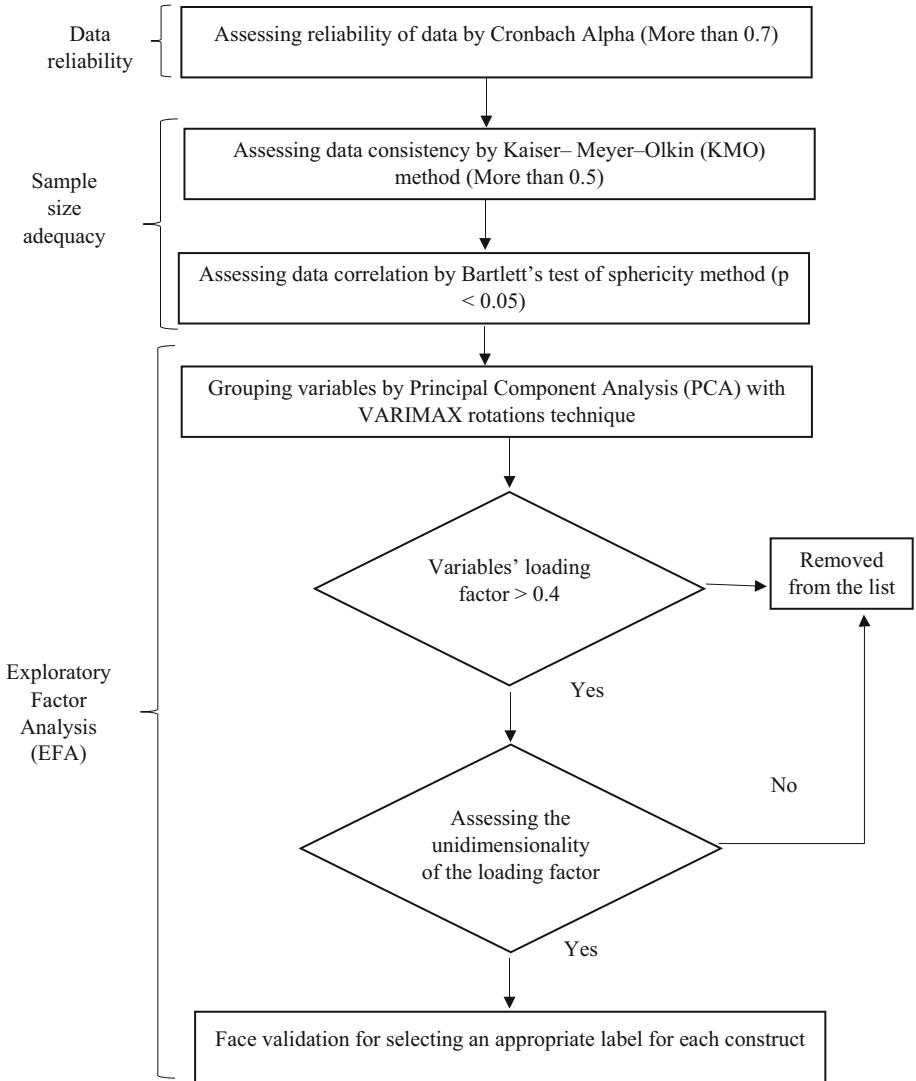 Data
reliability
Assessing reliability of data by Cronbach Alpha (More than 0.7)
Sample
size
adequacy
Assessing data consistency by Kaiser– Meyer–Olkin (KMO)
method (More than 0.5)
Assessing data correlation by Bartlett’s test of sphericity method (p
< 0.05)
Exploratory
Factor
Analysis
(EFA)
Grouping variables by Principal Component Analysis (PCA) with
VARIMAX rotations technique
Variables’ loading
factor > 0.4
Removed
from the list
Yes
Assessing the
unidimensionality
of the loading factor
No
Yes
Face validation for selecting an appropriate label for each construct